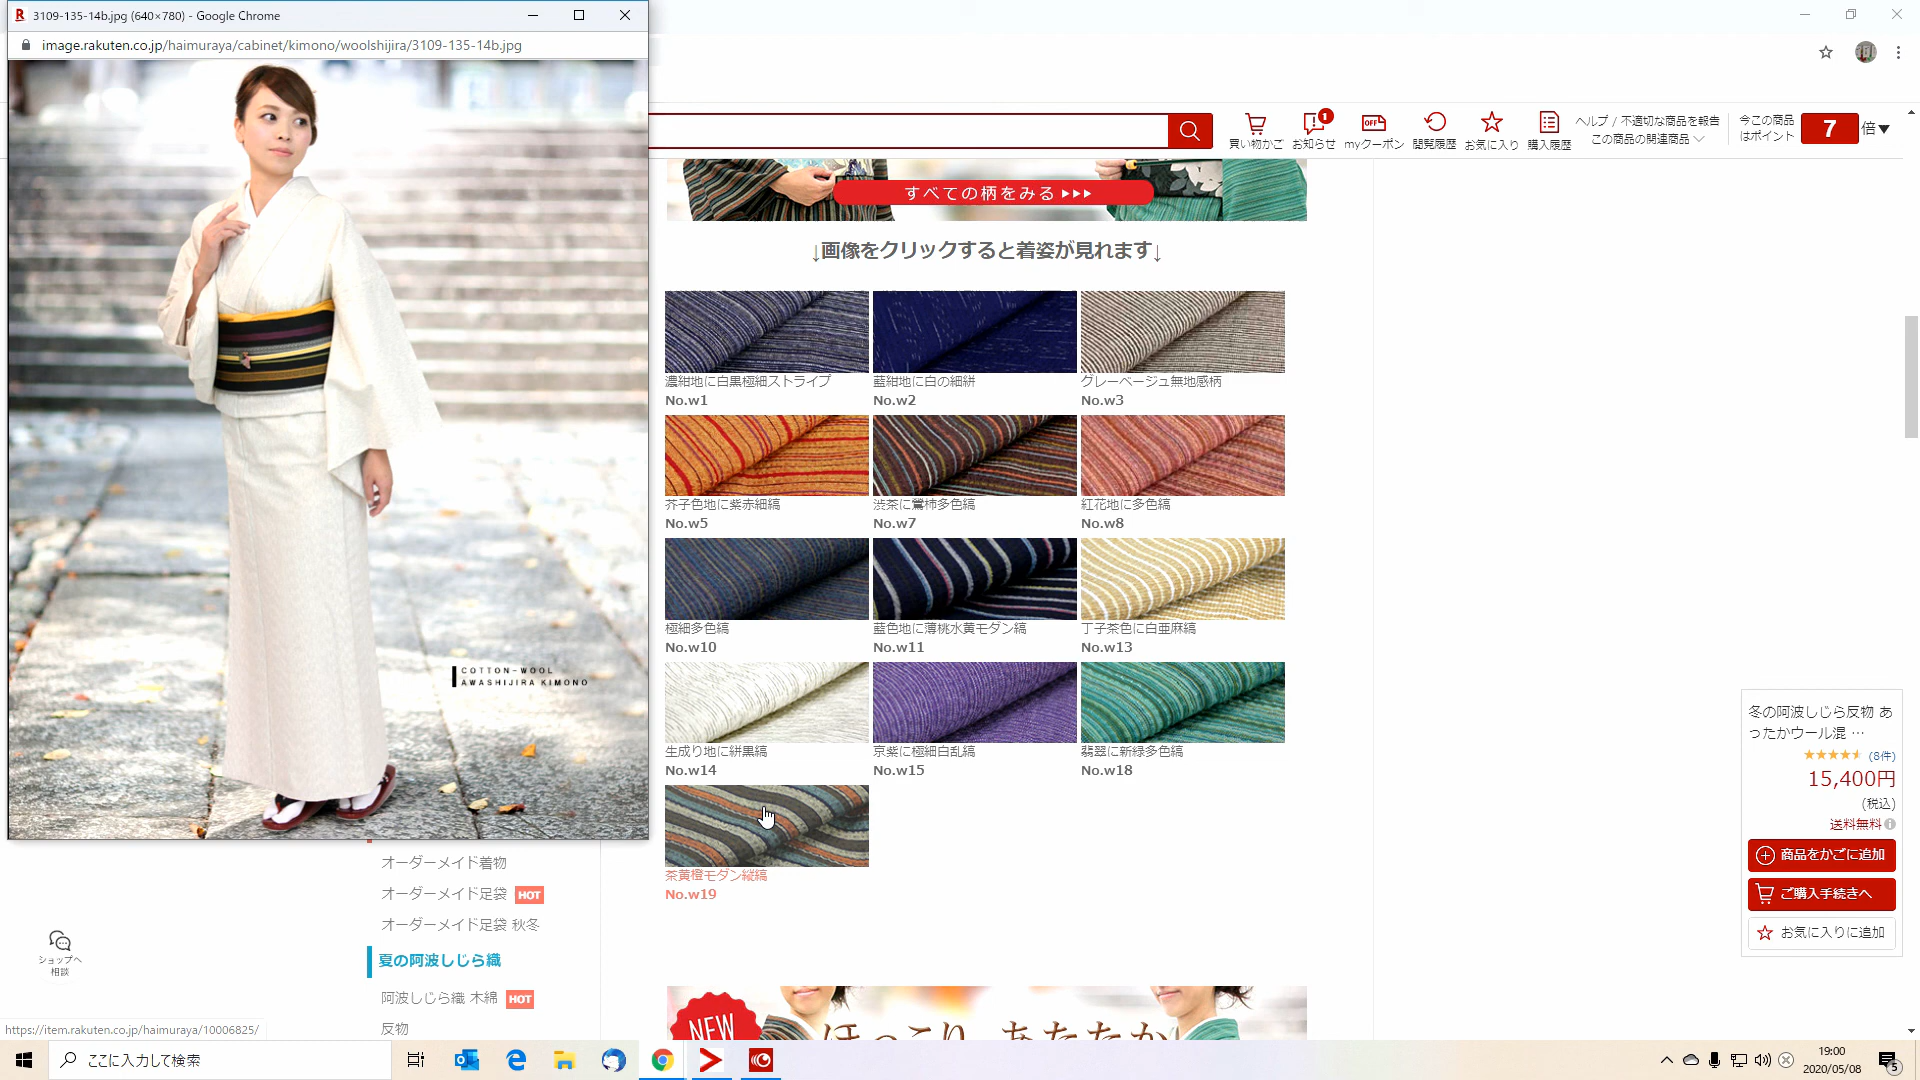 3109-135-14b.jpg (640×780) - Google Chrome
image.rakuten.co.jp/haimuraya/cabinet/kimono/woolshijira/3109-135-14b.jpg
COTTON-WOOL
AWASHIJIRA KIMONO
買い物かご
お知らせ
1
myクーポン
OFF
閲覧履歴
お気に入り
購入履歴
ヘルプ / 不適切な商品を報告
この商品の関連商品
今この商品
はポイント
7
倍▼
すべての柄をみる
↓画像をクリックすると着姿が見れます↓
濃紺地に白黒極細ストライプ
No.w1
藍紺地に白の細絣
No.w2
グレーベージュ無地感柄
No.w3
芥子色地に紫赤細縞
No.w5
渋茶に鶯柿多色縞
No.w7
紅花地に多色縞
No.w8
極細多色縞
No.w10
藍色地に薄桃水黄モダン縞
No.w11
丁子茶色に白亜麻縞
No.w13
生成り地に絣黒縞
No.w14
京紫に極細白乱縞
No.w15
翡翠に新緑多色縞
No.w18
茶黄橙モダン縦縞
No.w19
NEW
ほっこり あたたか
オーダーメイド着物
オーダーメイド足袋 HOT
オーダーメイド足袋 秋冬
夏の阿波しじら織
阿波しじら織 木綿 HOT
反物
ショップへ
相談
冬の阿波しじら反物 あ
ったかウール混 …
(8件)
15,400円
(税込)
送料無料
商品をかごに追加
ご購入手続きへ
お気に入りに追加
https://item.rakuten.co.jp/haimuraya/10006825/
ここに入力して検索
19:00
2020/05/08
5